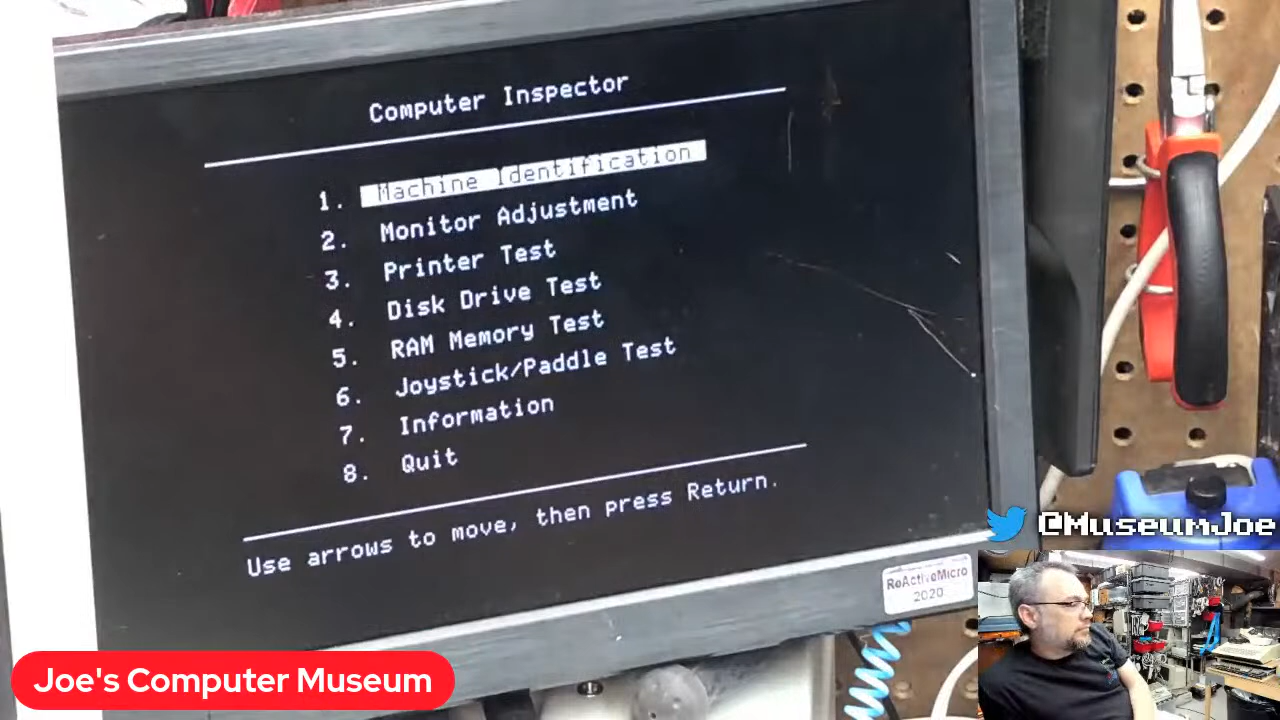 Computer Inspector
1. Machine Identification
2. Monitor Adjustment
3. Printer Test
4. Disk Drive Test
5. RAM Memory Test
6. Joystick/Paddle Test
7. Information
8. Quit
Use arrows to move, then press Return.
ReActiveMicro
2020
@MuseumJoe
Joe's Computer Museum